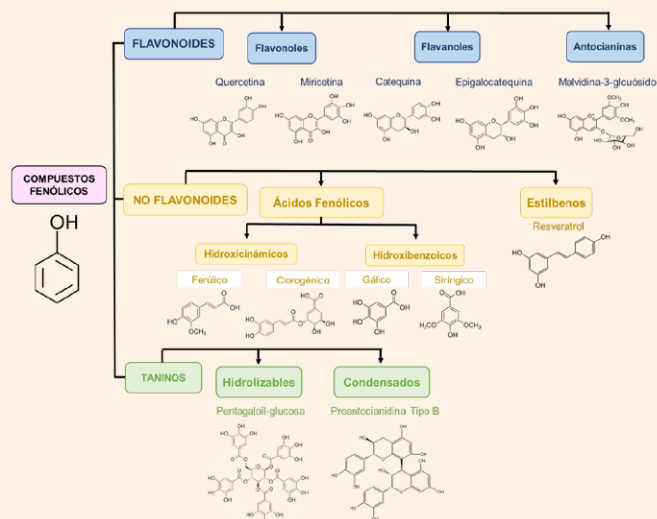 FLAVONOIDES
Flavonoles
Flavanoles
Antocianinas
Quercetina
Miricotina
Catequina
Epigalocatequina
Malvidina-3-glcuósido
COMPUESTOS
FENÓLICOS
OH
NO FLAVONOIDES
Ácidos Fenólicos
Estilbenos
Resveratrol
Hidroxicinámicos
Hidroxibenzoicos
Ferúlico
Clorogénico
Gálico
Siríngico
TANINOS
Hidrolizables
Condensados
Pentagaloil-glucosa
Proantocianidina Tipo B